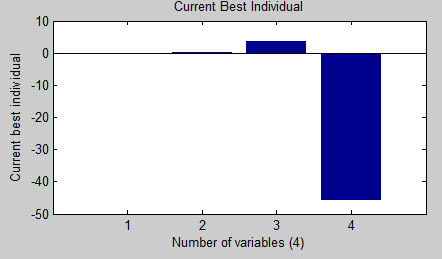 Current Best Individual
10
0
-10
-20
-30
-40
-50
Current best individual
1 2 3 4
Number of variables (4)